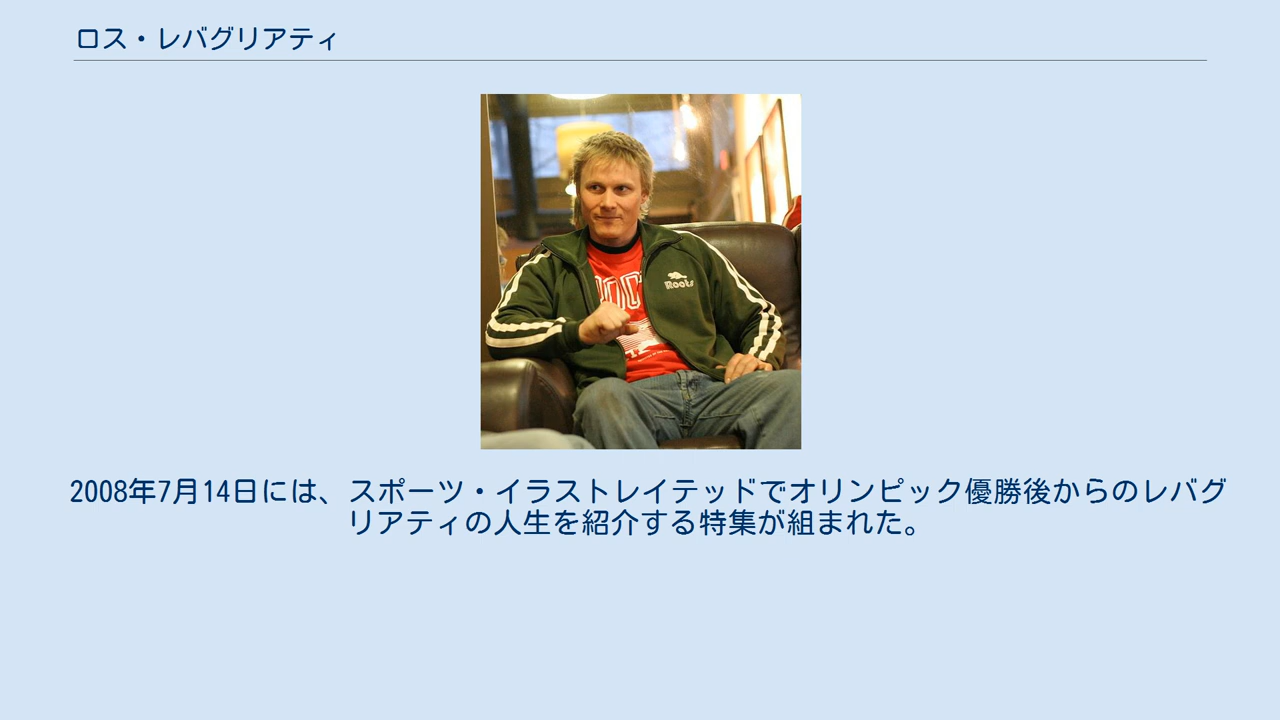 ロス・レバグリアティ
Roots
2008年7月14日には、スポーツ・イラストレイテッドでオリンピック優勝後からのレバグ
リアティの人生を紹介する特集が組まれた。